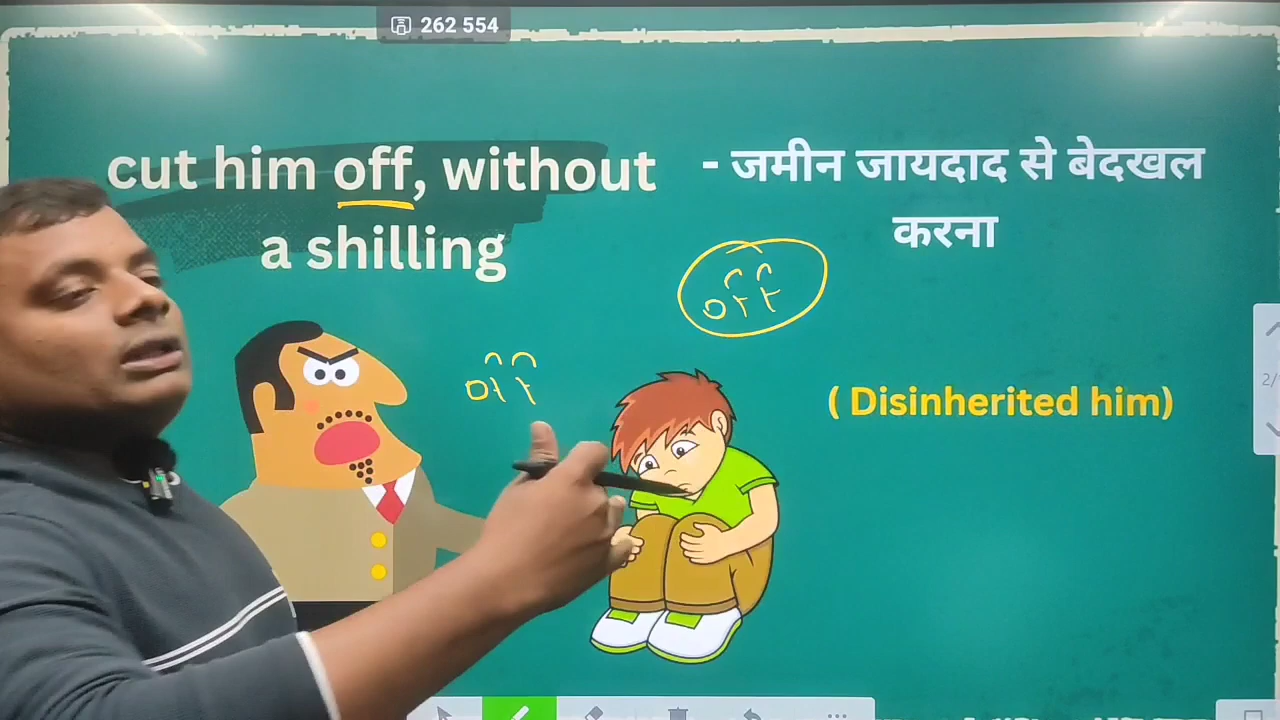 262 554
cut him off, without
a shilling
- जमीन जायदाद से बेदखल
करना
off
off
( Disinherited him)